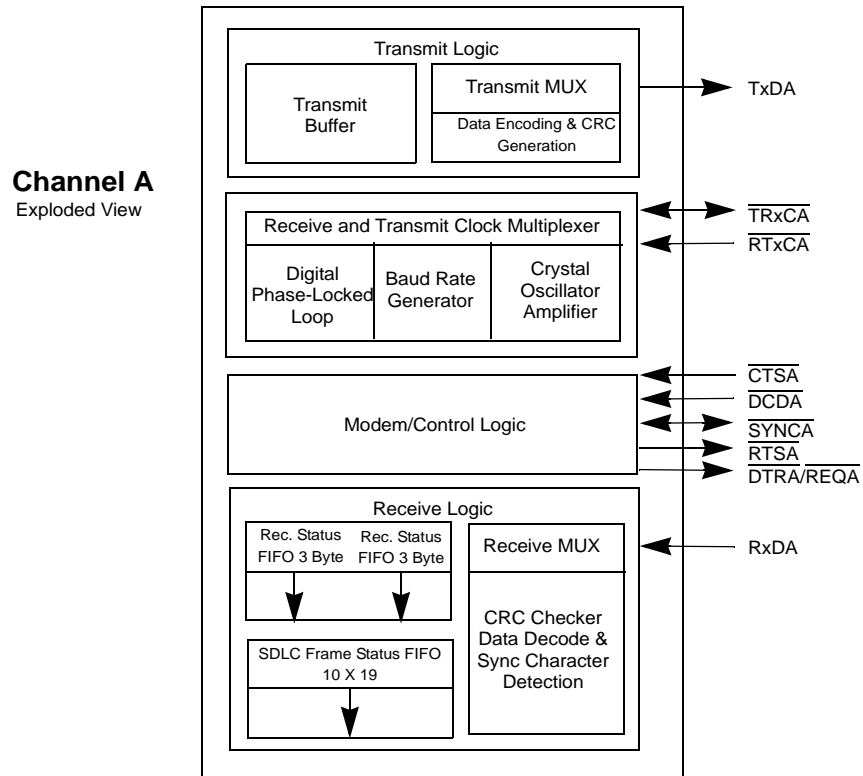 Channel A
Exploded View
Transmit Logic
Transmit
Buffer
Transmit MUX
Data Encoding & CRC
Generation
TxDA
Receive and Transmit Clock Multiplexer
Digital
Phase-Locked
Loop
Baud Rate
Generator
Crystal
Oscillator
Amplifier
TRxCA
RTxCA
Modem/Control Logic
CTSA
DCDA
SYNCA
RTSA
DTRA/REQA
Receive Logic
Rec. Status
FIFO 3 Byte
Rec. Status
FIFO 3 Byte
SDLC Frame Status FIFO
10 X 19
Receive MUX
CRC Checker
Data Decode &
Sync Character
Detection
RxDA